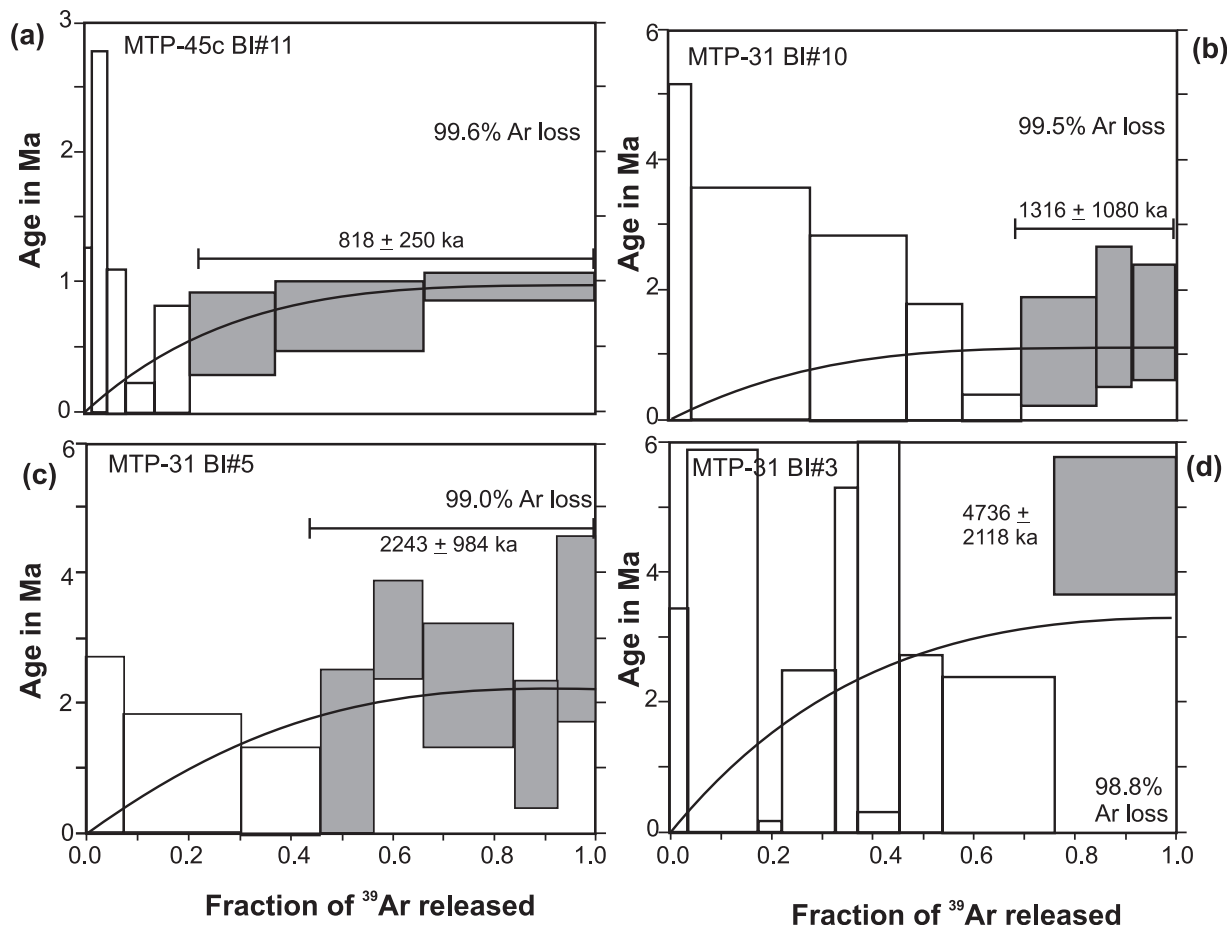 (a)
MTP-45c BI#11
99.6% Ar loss
818 ± 250 ka
Age in Ma
3
2
1
0
(b)
MTP-31 BI#10
99.5% Ar loss
1316 ± 1080 ka
Age in Ma
6
4
2
0
(c)
MTP-31 BI#5
99.0% Ar loss
2243 ± 984 ka
Age in Ma
6
4
2
0
0.0 0.2 0.4 0.6 0.8 1.0
Fraction of ³⁹Ar released
(d)
MTP-31 BI#3
4736 ±
2118 ka
98.8%
Ar loss
Age in Ma
6
4
2
0
0.0 0.2 0.4 0.6 0.8 1.0
Fraction of ³⁹Ar released